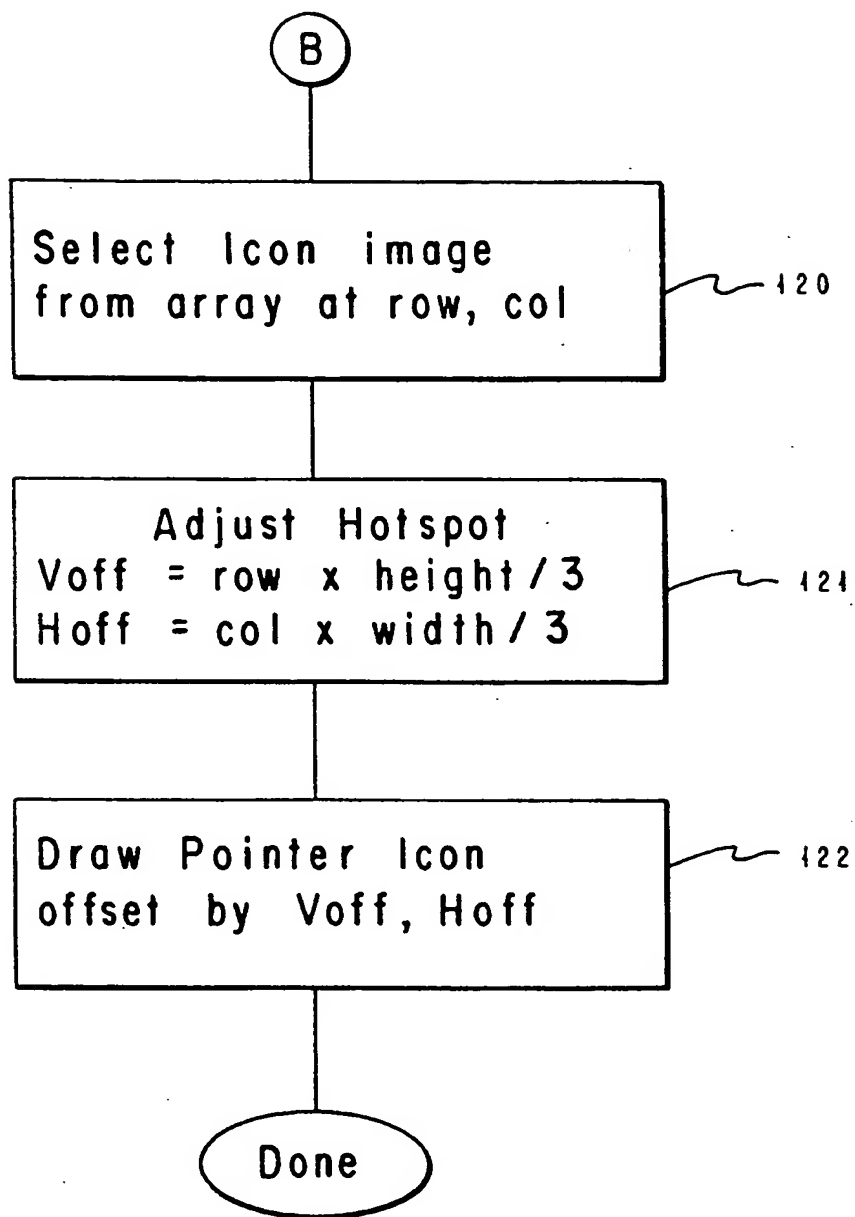 B
Select Icon image
from array at row, col
120
Adjust Hotspot
Voff = row x height/3
Hoff = col x width/3
121
Draw Pointer Icon
offset by Voff, Hoff
122
Done